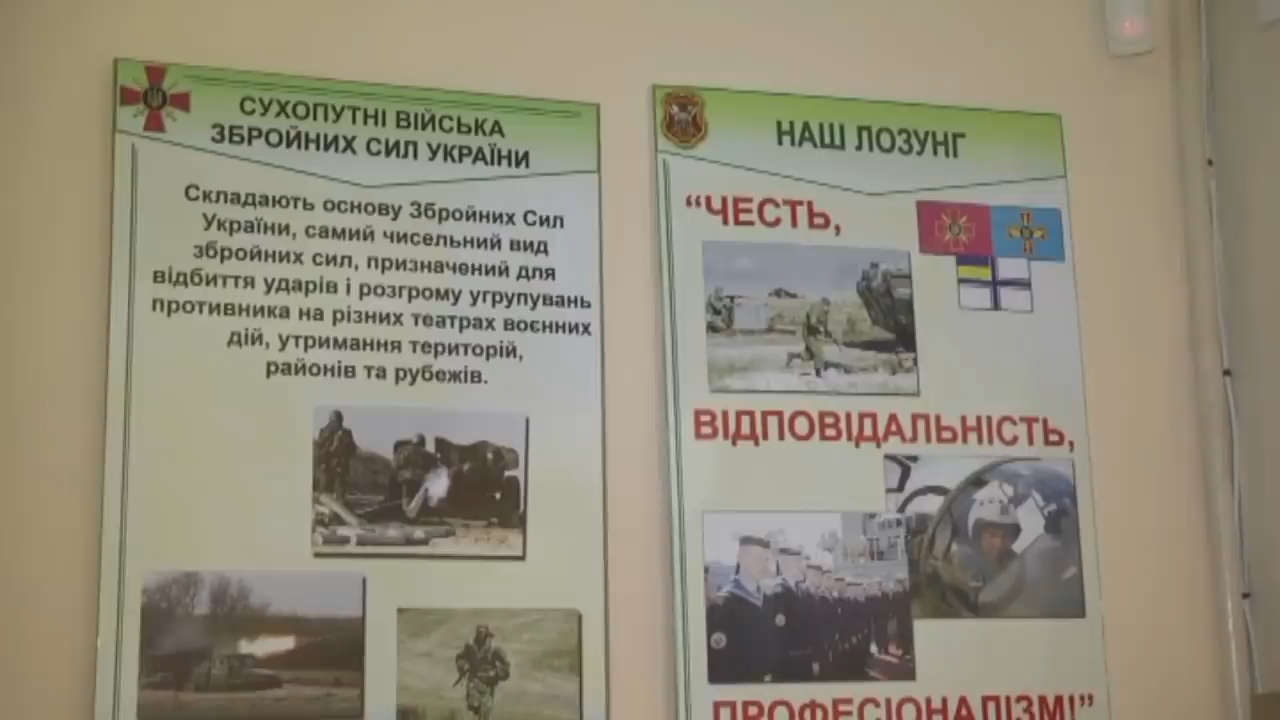 СУХОПУТНІ ВІЙСЬКА
ЗБРОЙНИХ СИЛ УКРАЇНИ
Складають основу Збройних Сил
України, самий чисельний вид
збройних сил, призначений для
відбиття ударів і розгрому угрупувань
противника на різних театрах воєнних
дій, утримання територій,
районів та рубежів.
НАШ ЛОЗУНГ
“ЧЕСТЬ,
ВІДПОВІДАЛЬНІСТЬ,
ПРОФЕСІОНАЛІЗМ!”